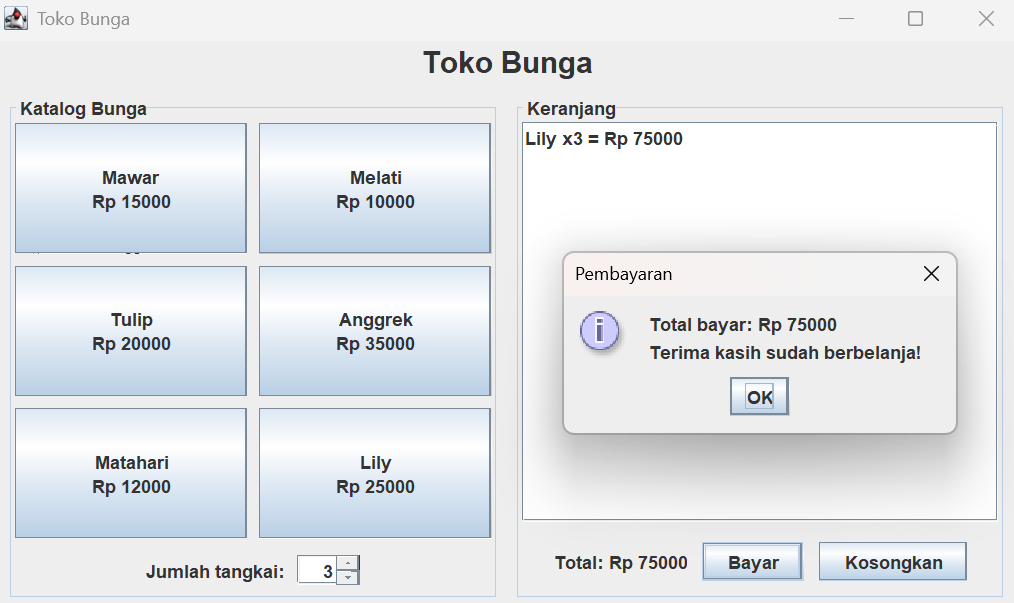 Toko Bunga
Toko Bunga
Katalog Bunga
Mawar
Rp 15000
Melati
Rp 10000
Tulip
Rp 20000
Anggrek
Rp 35000
Matahari
Rp 12000
Lily
Rp 25000
Jumlah tangkai: 3
Keranjang
Lily x3 = Rp 75000
Pembayaran
Total bayar: Rp 75000
Terima kasih sudah berbelanja!
OK
Total: Rp 75000
Bayar
Kosongkan